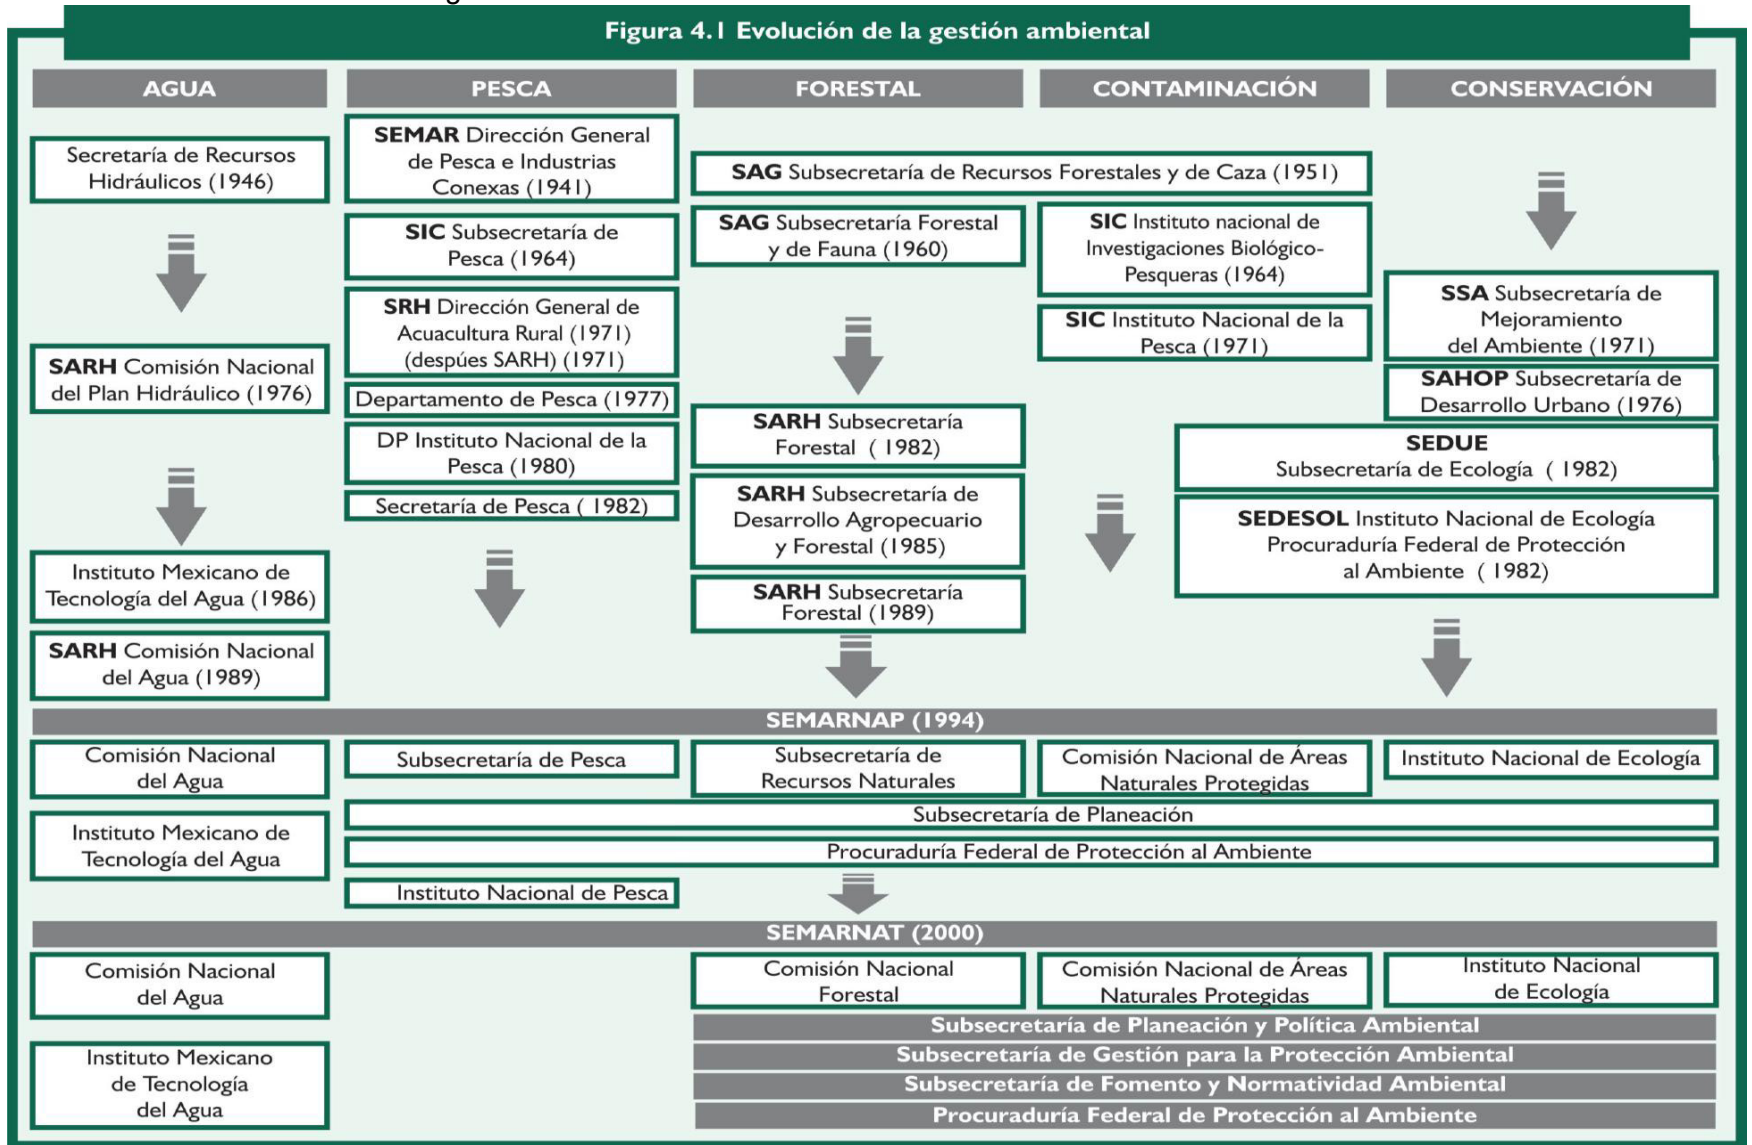 Figura 4.1 Evolución de la gestión ambiental
AGUA
PESCA
FORESTAL
CONTAMINACIÓN
CONSERVACIÓN
Secretaría de Recursos
Hidráulicos (1946)
SARH Comisión Nacional
del Plan Hidráulico (1976)
Instituto Mexicano de
Tecnología del Agua (1986)
SARH Comisión Nacional
del Agua (1989)
SEMAR Dirección General
de Pesca e Industrias
Conexas (1941)
SIC Subsecretaría de
Pesca (1964)
SRH Dirección General de
Acuacultura Rural (1971)
(despúes SARH) (1971)
Departamento de Pesca (1977)
DP Instituto Nacional de la
Pesca (1980)
Secretaría de Pesca ( 1982)
SAG Subsecretaría de Recursos Forestales y de Caza (1951)
SAG Subsecretaría Forestal
y de Fauna (1960)
SARH Subsecretaría
Forestal ( 1982)
SARH Subsecretaría de
Desarrollo Agropecuario
y Forestal (1985)
SARH Subsecretaría
Forestal (1989)
SIC Instituto nacional de
Investigaciones Biológico-
Pesqueras (1964)
SIC Instituto Nacional de la
Pesca (1971)
SSA Subsecretaría de
Mejoramiento
del Ambiente (1971)
SAHOP Subsecretaría de
Desarrollo Urbano (1976)
SEDUE
Subsecretaría de Ecología ( 1982)
SEDESOL Instituto Nacional de Ecología
Procuraduría Federal de Protección
al Ambiente ( 1982)
SEMARNAP (1994)
Comisión Nacional
del Agua
Subsecretaría de Pesca
Subsecretaría de
Recursos Naturales
Comisión Nacional de Áreas
Naturales Protegidas
Instituto Nacional de Ecología
Instituto Mexicano de
Tecnología del Agua
Subsecretaría de Planeación
Procuraduría Federal de Protección al Ambiente
Instituto Nacional de Pesca
SEMARNAT (2000)
Comisión Nacional
del Agua
Comisión Nacional
Forestal
Comisión Nacional de Áreas
Naturales Protegidas
Instituto Nacional
de Ecología
Instituto Mexicano
de Tecnología
del Agua
Subsecretaría de Planeación y Política Ambiental
Subsecretaría de Gestión para la Protección Ambiental
Subsecretaría de Fomento y Normatividad Ambiental
Procuraduría Federal de Protección al Ambiente